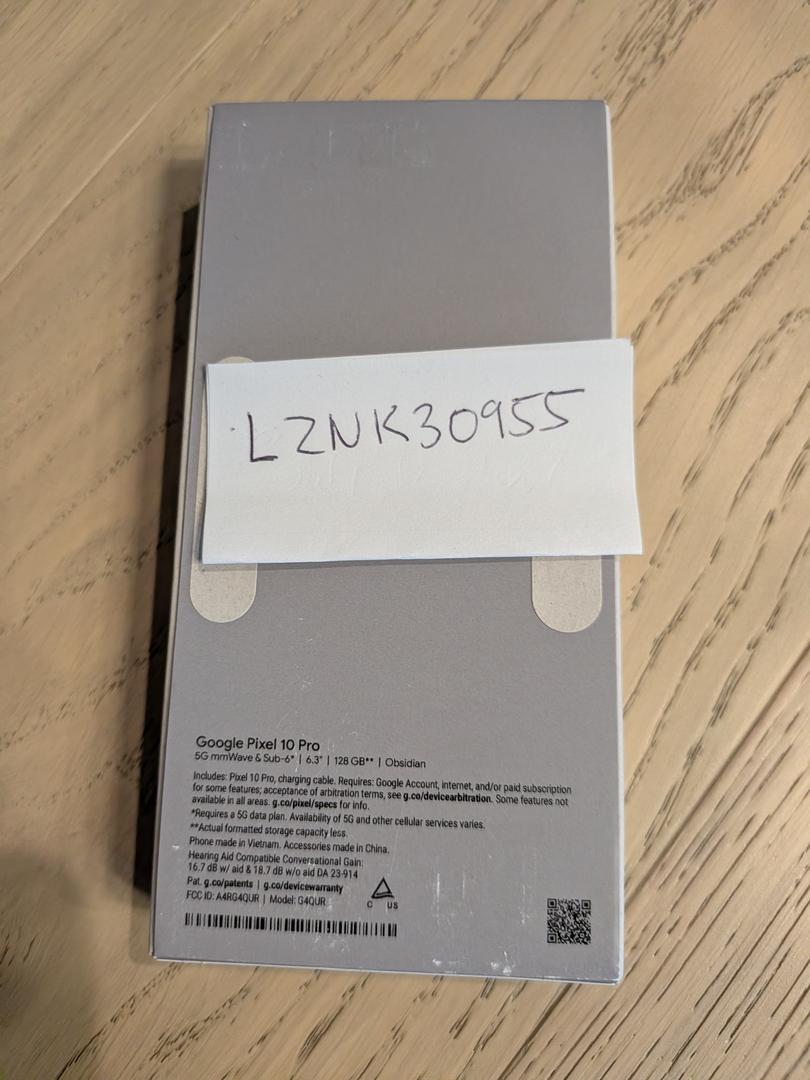 LZNK30955
Google Pixel 10 Pro
5G mmWave & Sub-6* | 6.3" | 128 GB** | Obsidian
Includes: Pixel 10 Pro, charging cable. Requires: Google Account, internet, and/or paid subscription
for some features; acceptance of arbitration terms, see g.co/devicearbitration. Some features not
available in all areas. g.co/pixel/specs for info.
*Requires a 5G data plan. Availability of 5G and other cellular services varies.
**Actual formatted storage capacity less.
Phone made in Vietnam. Accessories made in China.
Hearing Aid Compatible Conversational Gain:
16.7 dB w/ aid & 18.7 dB w/o aid DA 23-914
Pat. g.co/patents | g.co/devicewarranty
FCC ID: A4RG4QUR | Model: G4QUR
C US